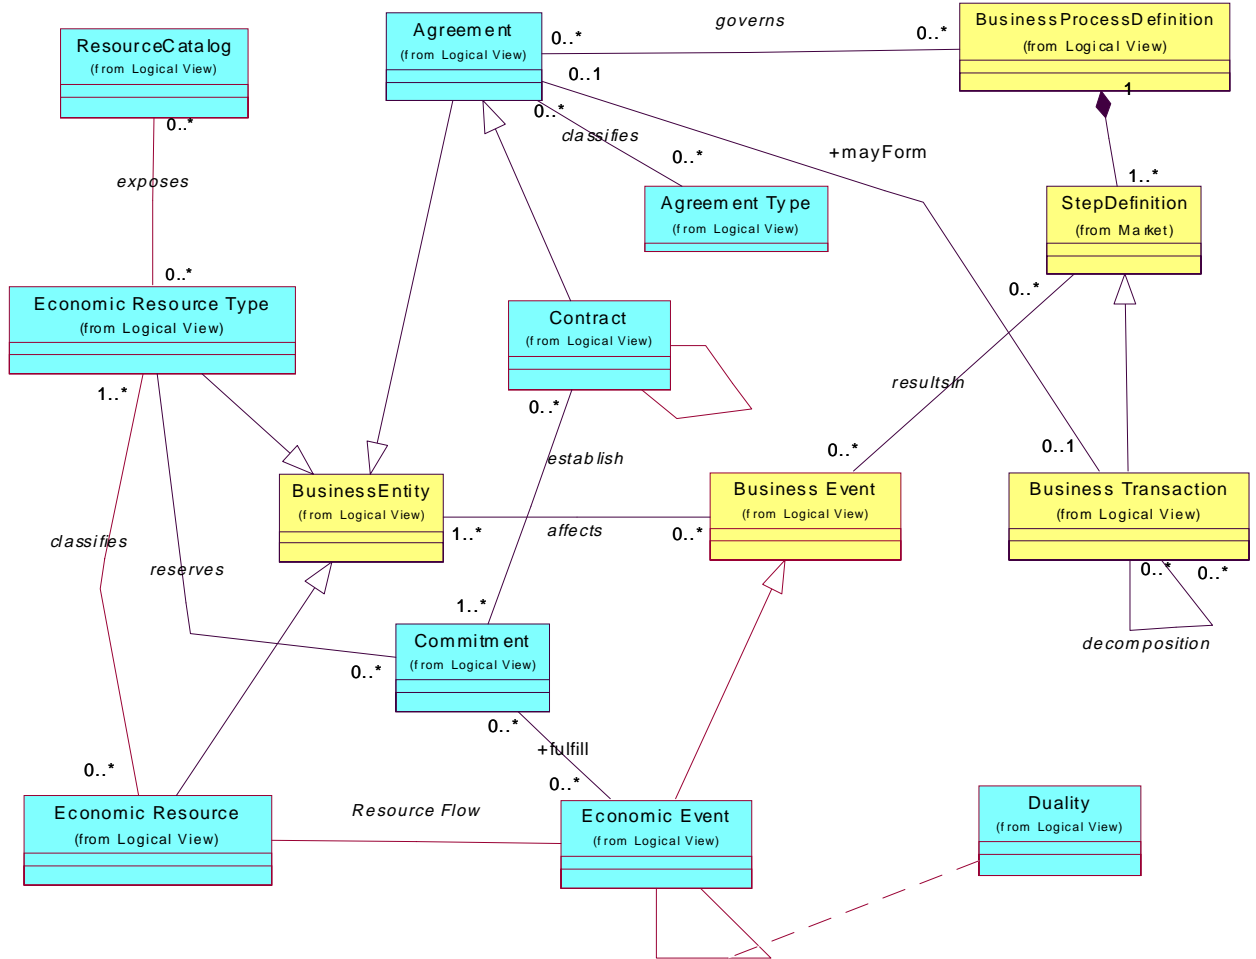 governs
Agreement
(from Logical View)
BusinessProcessDefinition
(from Logical View)
ResourceCatalog
(from Logical View)
0..*
0..*
0..1
1
0..*
0..*
classifies
0..*
+mayForm
exposes
1..*
Agreement Type
(from Logical View)
StepDefinition
(from Market)
0..*
0..*
Economic Resource Type
(from Logical View)
Contract
(from Logical View)
1..*
0..*
resultsIn
0..*
0..1
establish
BusinessEntity
(from Logical View)
Business Event
(from Logical View)
Business Transaction
(from Logical View)
1..*
affects
0..*
classifies
reserves
0..*
0..*
1..*
decomposition
Commitment
(from Logical View)
0..*
0..*
+fulfill
0..*
0..*
Economic Resource
(from Logical View)
Resource Flow
Economic Event
(from Logical View)
Duality
(from Logical View)